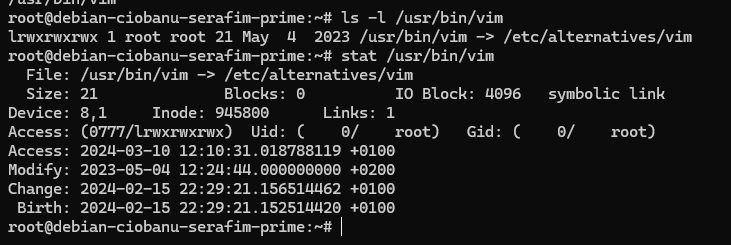 /usr/bin/vim
root@debian-ciobanu-serafim-prime:~# ls -l /usr/bin/vim
lrwxrwxrwx 1 root root 21 May  4  2023 /usr/bin/vim -> /etc/alternatives/vim
root@debian-ciobanu-serafim-prime:~# stat /usr/bin/vim
  File: /usr/bin/vim -> /etc/alternatives/vim
  Size: 21              Blocks: 0          IO Block: 4096   symbolic link
Device: 8,1     Inode: 945800      Links: 1
Access: (0777/lrwxrwxrwx)  Uid: (    0/    root)   Gid: (    0/    root)
Access: 2024-03-10 12:10:31.018788119 +0100
Modify: 2023-05-04 12:24:44.000000000 +0200
Change: 2024-02-15 22:29:21.156514462 +0100
 Birth: 2024-02-15 22:29:21.152514420 +0100
root@debian-ciobanu-serafim-prime:~#